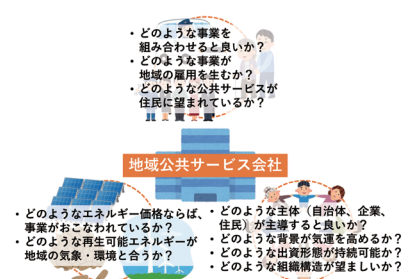 ・どのような事業を
組み合わせると良いか？
・どのような事業が
地域の雇用を生むか？
・どのような公共サービスが
住民に望まれているか？
地域公共サービス会社
・どのようなエネルギー価格ならば、
事業がおこなわれているか？
・どのような再生可能エネルギーが
地域の気象・環境と合うか？
・どのような主体（自治体、企業、
住民）が主導すると良いか？
・どのような背景が気運を高めるか？
・どのような出資形態が持続可能か？
・どのような組織構造が望ましいか？